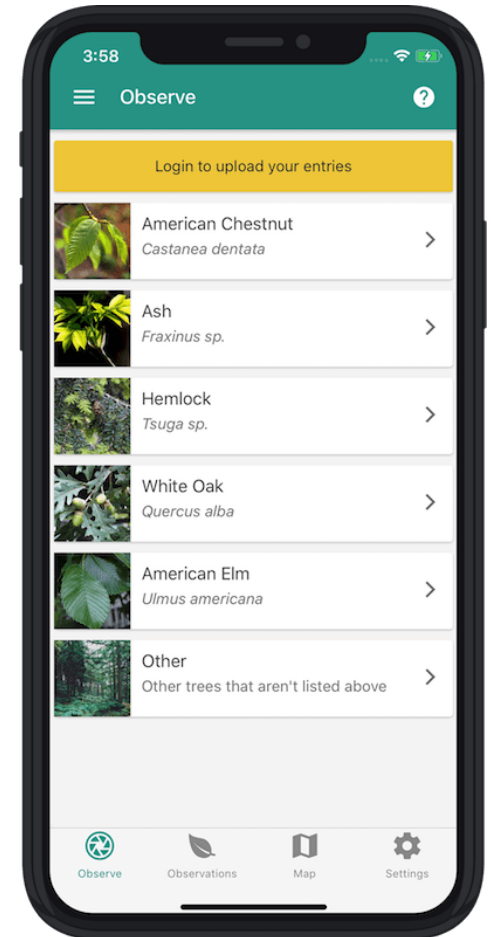 3:58
Observe
Login to upload your entries
American Chestnut
Castanea dentata
Ash
Fraxinus sp.
Hemlock
Tsuga sp.
White Oak
Quercus alba
American Elm
Ulmus americana
Other
Other trees that aren't listed above
Observe
Observations
Map
Settings